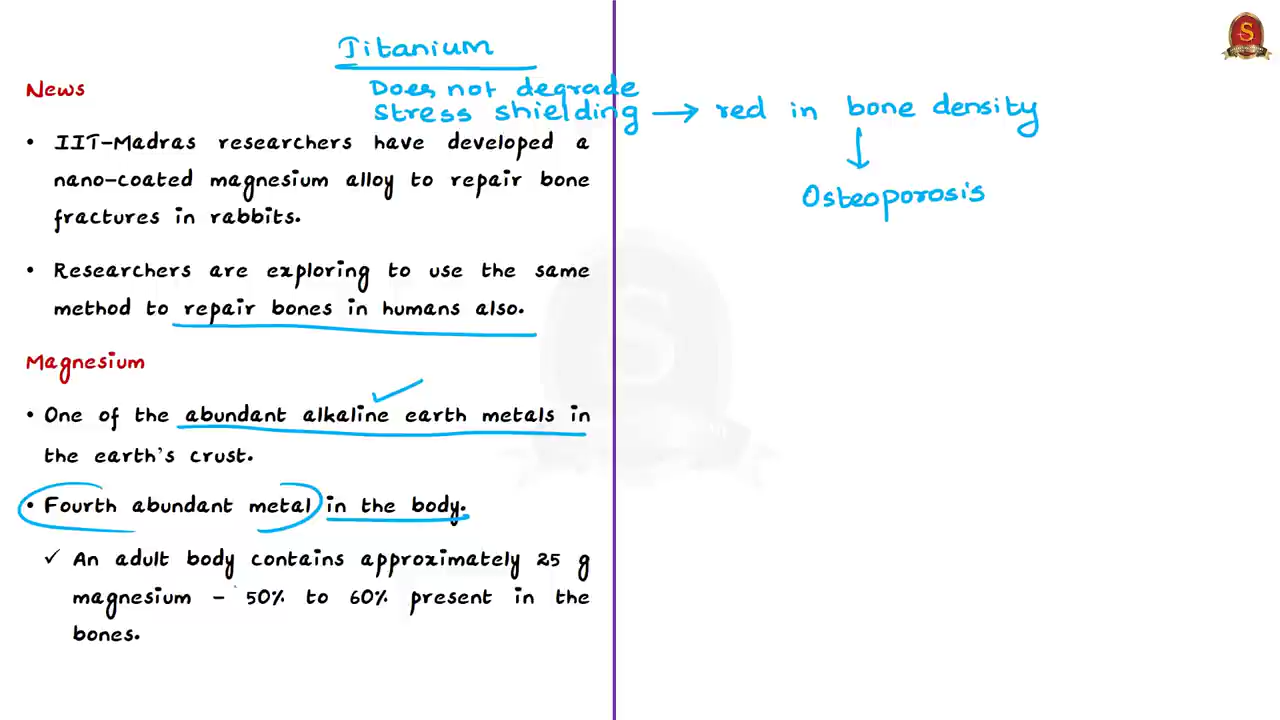 Titanium
News
Does not degrade
Stress shielding → red in bone density
↓
Osteoporosis
• IIT-Madras researchers have developed a
nano-coated magnesium alloy to repair bone
fractures in rabbits.
• Researchers are exploring to use the same
method to repair bones in humans also.
Magnesium
• One of the abundant alkaline earth metals in
the earth's crust.
• Fourth abundant metal in the body.
✓ An adult body contains approximately 25 g
magnesium - 50% to 60% present in the
bones.
S